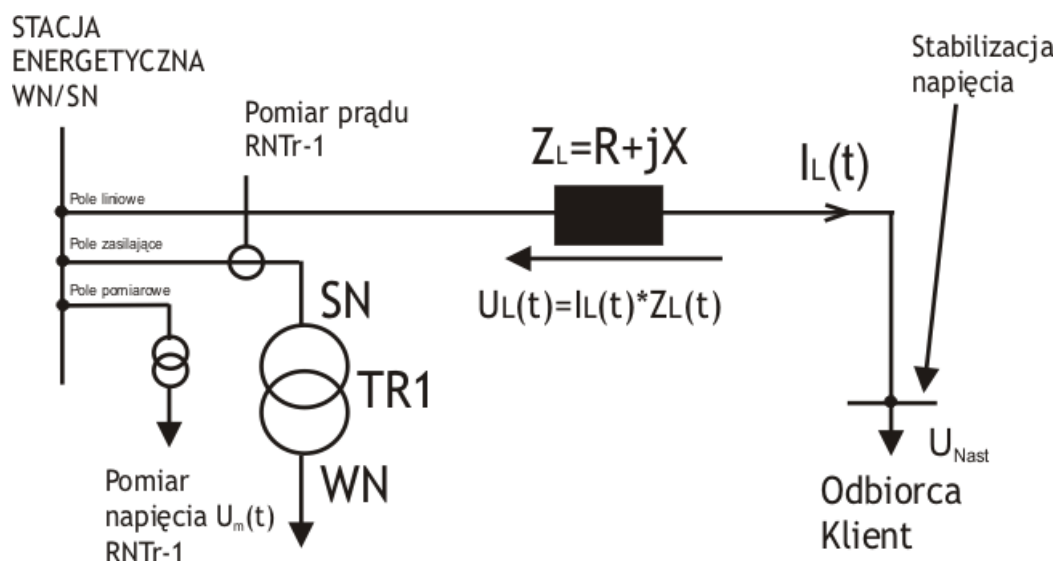 STACJA
ENERGETYCZNA
WN/SN
Pomiar prądu
RNTr-1
Stabilizacja
napięcia
ZL=R+jX
IL(t)
Pole liniowe
Pole zasilające
Pole pomiarowe
SN
UL(t)=IL(t)*ZL(t)
TR1
WN
UNast
Pomiar
napięcia Um(t)
RNTr-1
Odbiorca
Klient